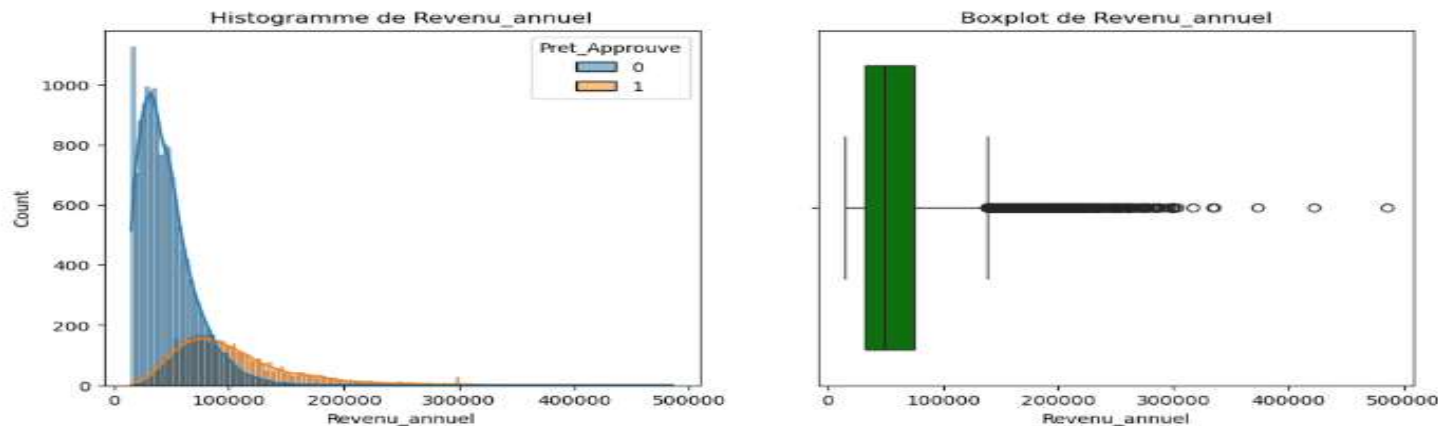 Histogramme de Revenu_annuel
Pret_Approuve
0
1
Count
1000
800
600
400
200
0
0 100000 200000 300000 400000 500000
Revenu_annuel
Boxplot de Revenu_annuel
0 100000 200000 300000 400000 500000
Revenu_annuel